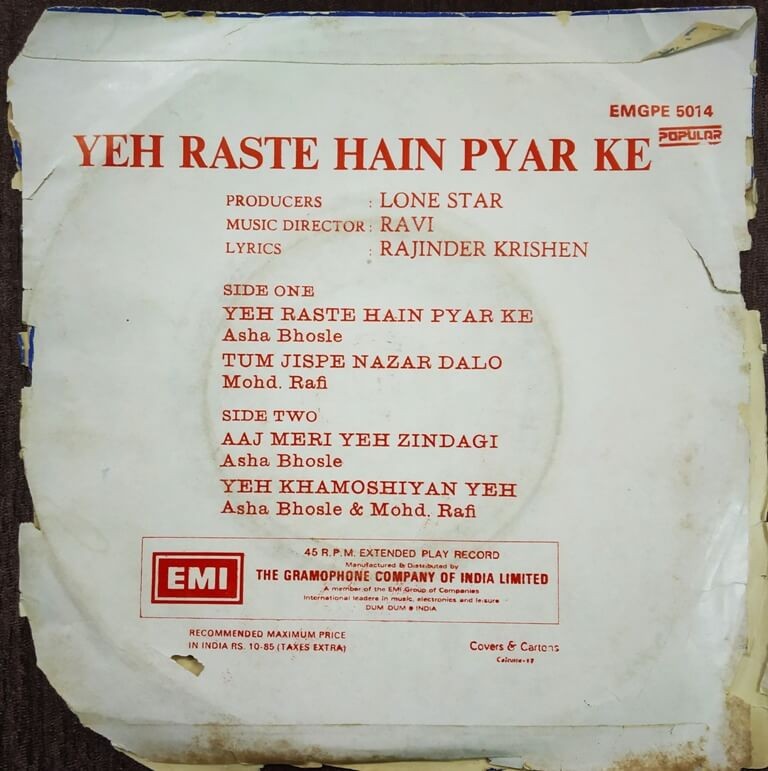 EMGPE 5014
POPULAR
YEH RASTE HAIN PYAR KE
PRODUCERS : LONE STAR
MUSIC DIRECTOR : RAVI
LYRICS : RAJINDER KRISHEN
SIDE ONE
YEH RASTE HAIN PYAR KE
Asha Bhosle
TUM JISPE NAZAR DALO
Mohd. Rafi
SIDE TWO
AAJ MERI YEH ZINDAGI
Asha Bhosle
YEH KHAMOSHIYAN YEH
Asha Bhosle & Mohd. Rafi
EMI
45 R.P.M. EXTENDED PLAY RECORD
Manufactured & Distributed by
THE GRAMOPHONE COMPANY OF INDIA LIMITED
A member of the EMI Group of Companies
International leaders in music, electronics and leisure
DUM DUM ● INDIA
RECOMMENDED MAXIMUM PRICE
IN INDIA RS. 10-85 (TAXES EXTRA)
Covers & Cartons